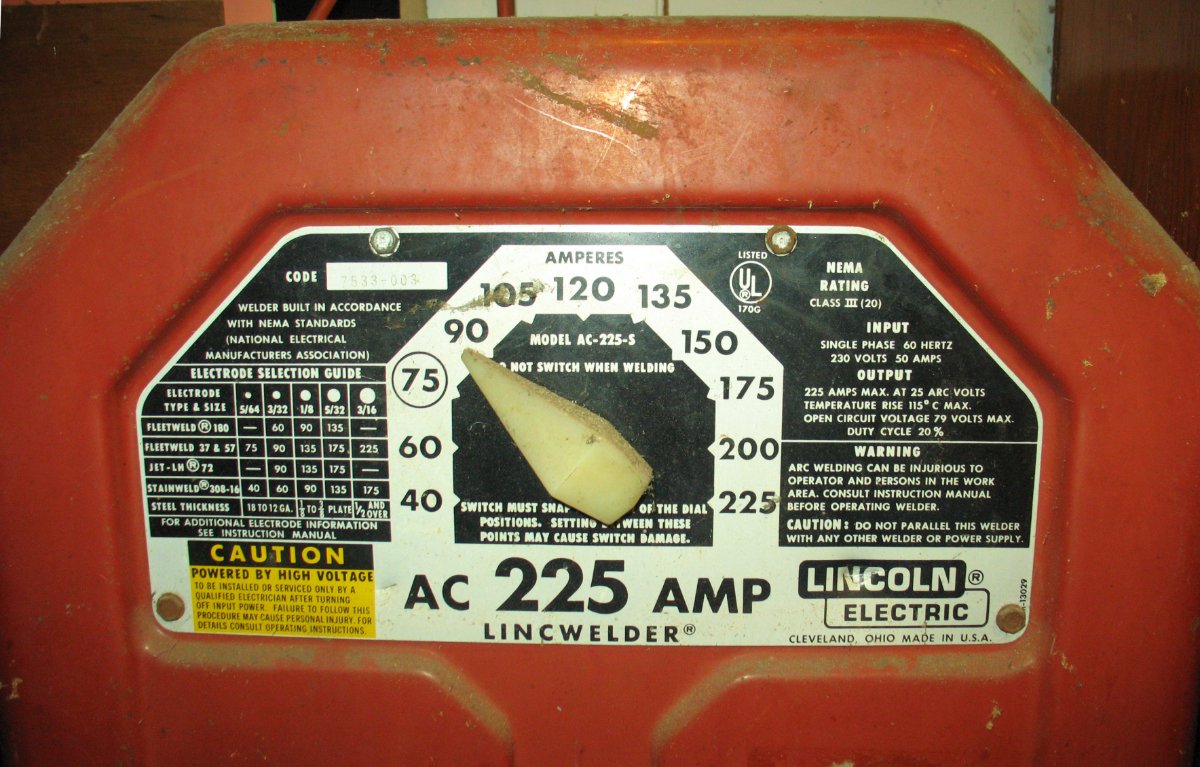 CODE 7533-003
WELDER BUILT IN ACCORDANCE
WITH NEMA STANDARDS
(NATIONAL ELECTRICAL
MANUFACTURERS ASSOCIATION)
ELECTRODE SELECTION GUIDE
ELECTRODE
TYPE & SIZE 5/64 3/32 1/8 5/32 3/16
FLEETWELD® 180 — 60 90 135 —
FLEETWELD 37 & 57 75 90 135 175 225
JET-LH® 72 — 90 135 175 —
STAINWELD® 308-16 40 60 90 135 175
STEEL THICKNESS 18 TO 12 GA. TO PLATE 1/2 AND OVER
FOR ADDITIONAL ELECTRODE INFORMATION
SEE INSTRUCTION MANUAL
CAUTION
POWERED BY HIGH VOLTAGE
TO BE INSTALLED OR SERVICED ONLY BY A
QUALIFIED ELECTRICIAN AFTER TURNING
OFF INPUT POWER. FAILURE TO FOLLOW THIS
PROCEDURE MAY CAUSE PERSONAL INJURY. FOR
DETAILS CONSULT OPERATING INSTRUCTIONS.
AMPERES
40
60
75
90
105
120
135
150
175
200
225
MODEL AC-225-S
NOT SWITCH WHEN WELDING
SWITCH MUST SNAP OF THE DIAL
POSITIONS. SETTING BETWEEN THESE
POINTS MAY CAUSE SWITCH DAMAGE.
AC 225 AMP
LINCWELDER®
LISTED
UL®
170G
NEMA
RATING
CLASS III (20)
INPUT
SINGLE PHASE 60 HERTZ
230 VOLTS 50 AMPS
OUTPUT
225 AMPS MAX. AT 25 ARC VOLTS
TEMPERATURE RISE 115°C MAX.
OPEN CIRCUIT VOLTAGE 79 VOLTS MAX.
DUTY CYCLE 20%
WARNING
ARC WELDING CAN BE INJURIOUS TO
OPERATOR AND PERSONS IN THE WORK
AREA. CONSULT INSTRUCTION MANUAL
BEFORE OPERATING WELDER.
CAUTION: DO NOT PARALLEL THIS WELDER
WITH ANY OTHER WELDER OR POWER SUPPLY.
LINCOLN®
ELECTRIC
CLEVELAND, OHIO MADE IN U.S.A.